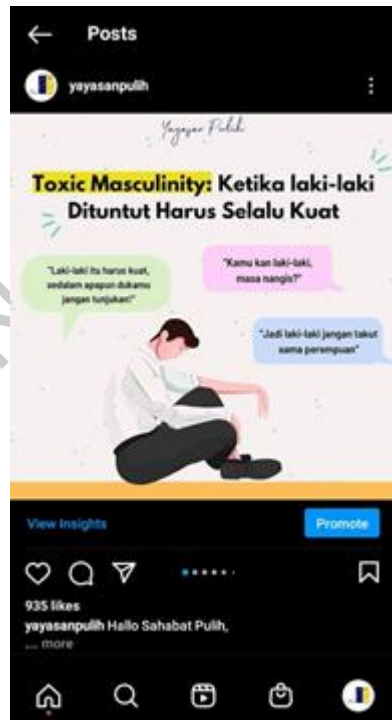 Posts
yayasanpulih
Yayasan Pulih
Toxic Masculinity: Ketika laki-laki
Dituntut Harus Selalu Kuat
"Laki-laki itu harus kuat,
sedalam apapun dukamu
jangan tunjukan!"
"Kamu kan laki-laki,
masa nangis?"
"Jadi laki-laki jangan takut
sama perempuan"
View Insights
Promote
935 likes
yayasanpulih Hallo Sahabat Pulih,
... more